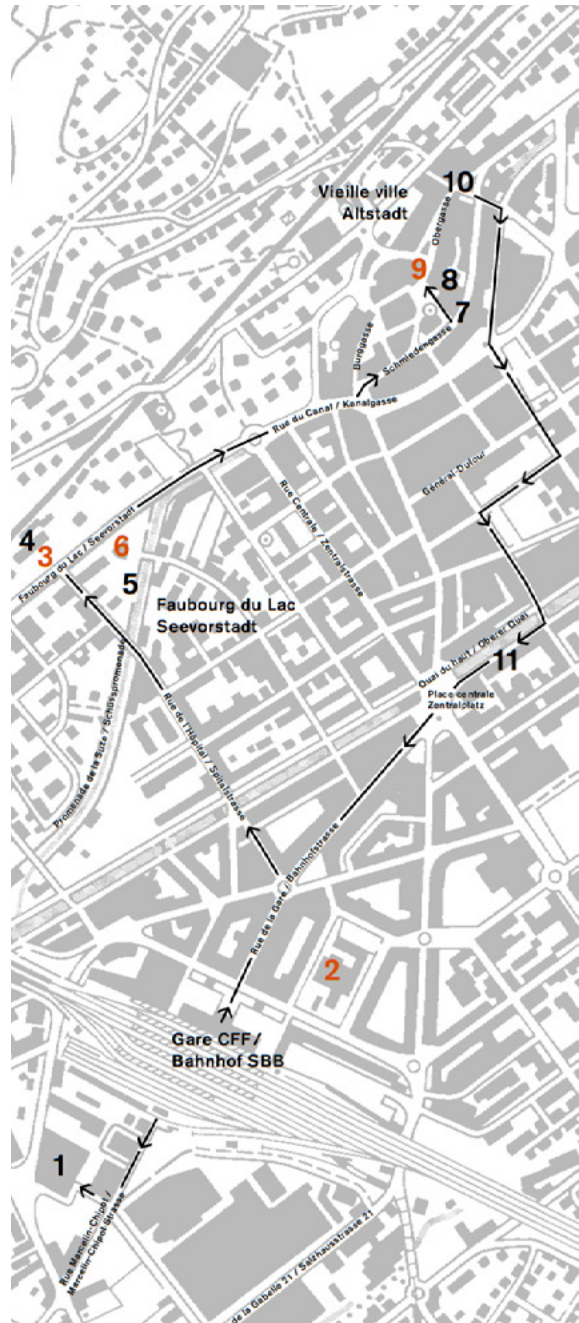 10
Vieille ville
Altstadt
Obergasse
9
8
7
Burggasse
Schmiedengasse
Rue du Canal / Kanalgasse
Général-Dufour
Rue Centrale / Zentralstrasse
4
3
Faubourg du Lac / Seevorstadt
6
5
Faubourg du Lac
Seevorstadt
Quai du haut / Oberer Quai
11
Place centrale
Zentralplatz
Promenade de la Suze / Schüsspromenade
Rue de l'Hôpital / Spitalstrasse
Rue de la Gare / Bahnhofstrasse
2
Gare CFF /
Bahnhof SBB
1
Rue Marcelin-Chipot /
Marcelin-Chipot Strasse
de la Gabelle 21 / Salzhausstrasse 21